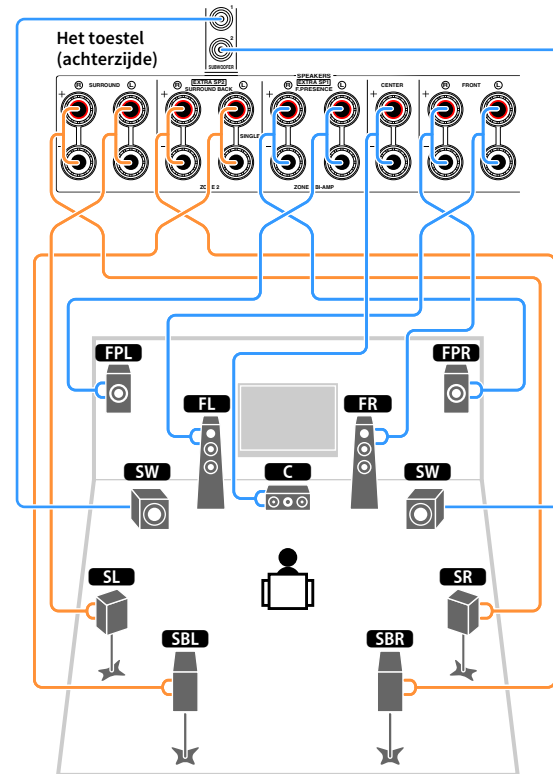 1
2
SUBWOOFER
Het toestel
(achterzijde)
SPEAKERS
R SURROUND L
R EXTRA SP2 L
SURROUND BACK
R EXTRA SP1 L
F.PRESENCE
CENTER
R FRONT L
+ + + + +
SINGLE
- - - - -
ZONE 2
BI-AMP
FPL
FPR
FL
FR
SW
C
SW
SL
SR
SBL
SBR